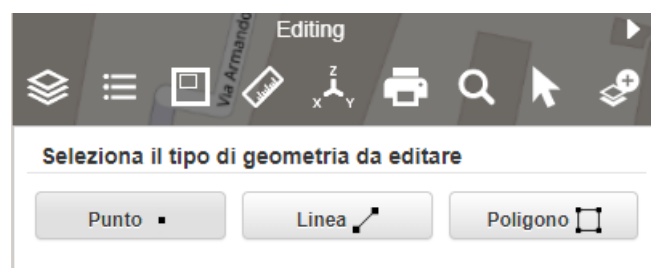 Editing
Via Armando
Z
X Y
Seleziona il tipo di geometria da editare
Punto
Linea
Poligono